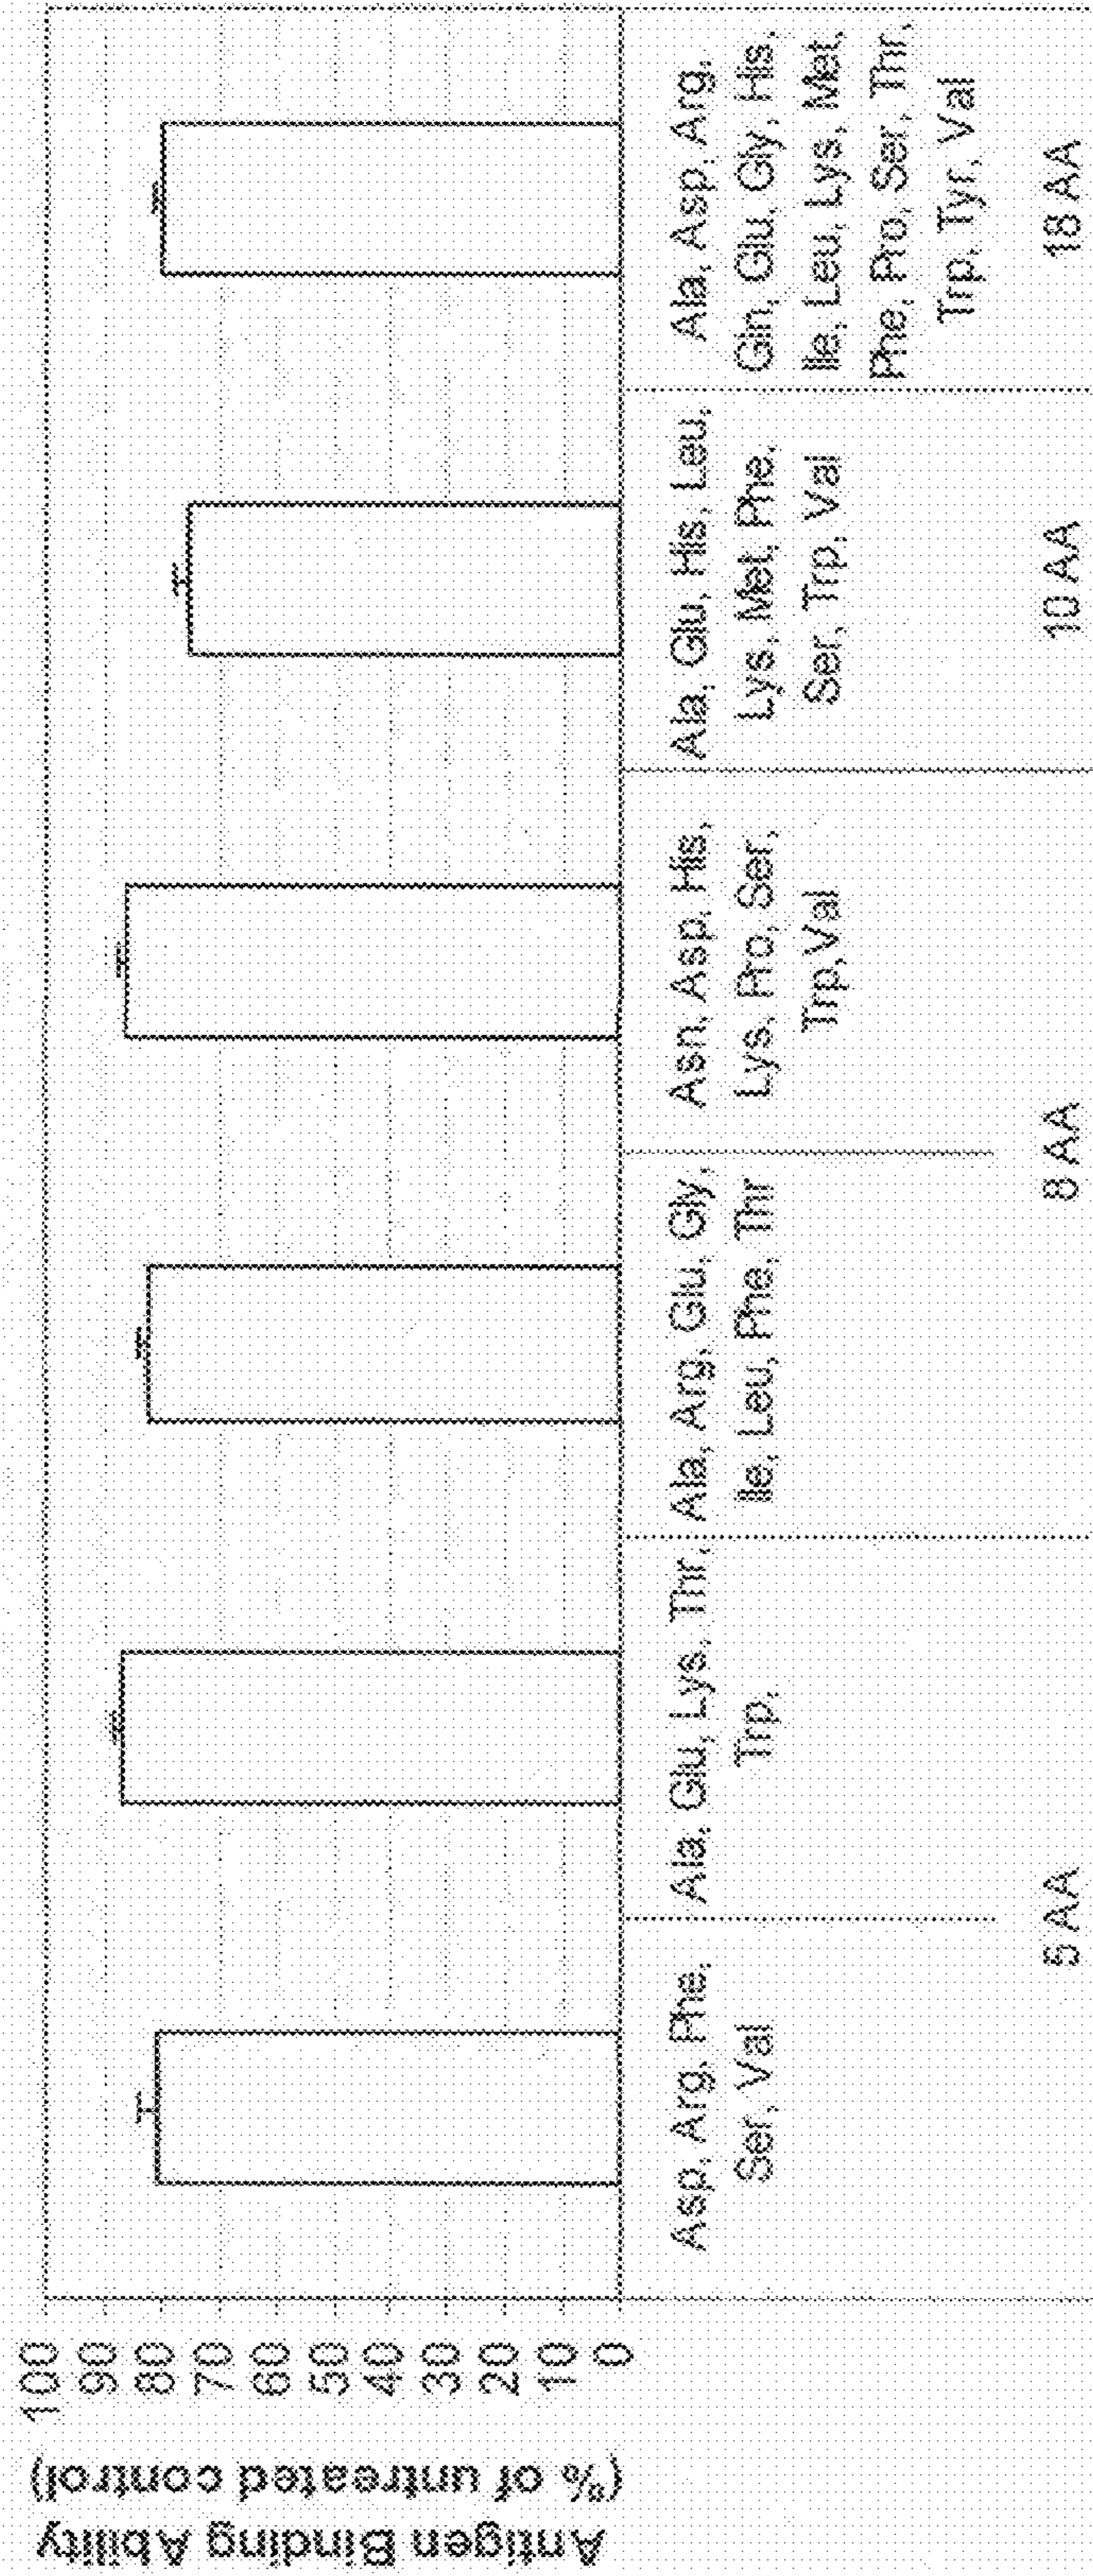 Antigen Binding Ability
(% of untreated control)
100
90
80
70
60
50
40
30
20
10
0
Asp, Arg, Phe,
Ser, Val
Ala, Glu, Lys, Thr,
Trp,
Ala, Arg, Glu, Gly,
Ile, Leu, Phe, Thr
Asn, Asp, His,
Lys, Pro, Ser,
Trp,Val
Ala, Glu, His, Leu,
Lys, Met, Phe,
Ser, Trp, Val
Ala, Asp, Arg,
Gln, Glu, Gly, His,
Ile, Leu, Lys, Met,
Phe, Pro, Ser, Thr,
Trp, Tyr, Val
5 AA
8 AA
10 AA
18 AA